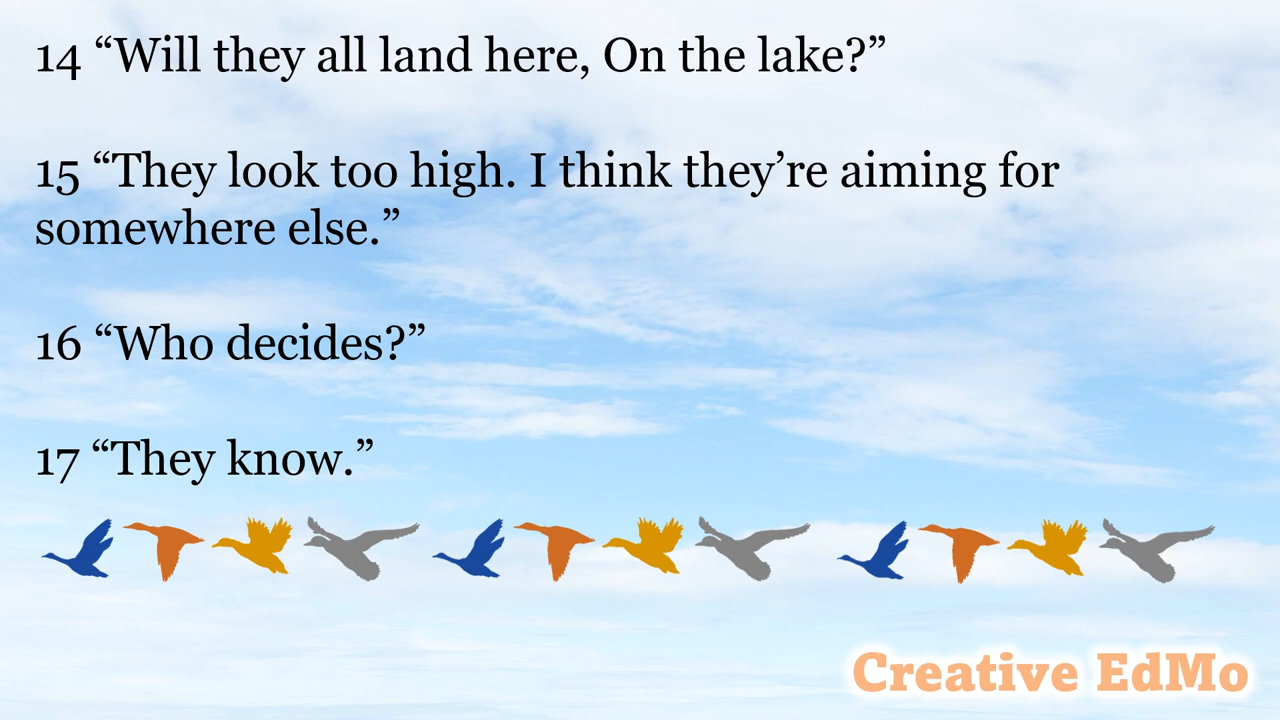 14 “Will they all land here, On the lake?”
15 “They look too high. I think they’re aiming for
somewhere else.”
16 “Who decides?”
17 “They know.”
Creative EdMo